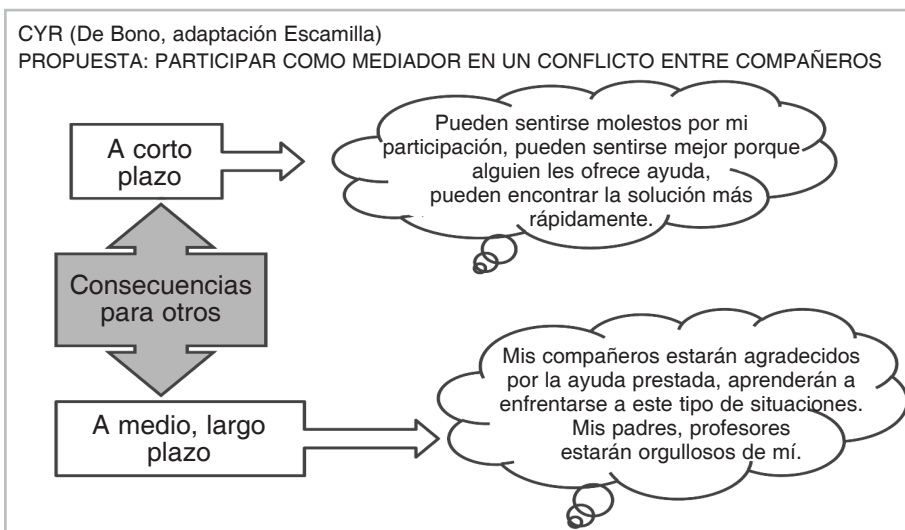 CYR (De Bono, adaptación Escamilla)
PROPUESTA: PARTICIPAR COMO MEDIADOR EN UN CONFLICTO ENTRE COMPAÑEROS
A corto
plazo
Pueden sentirse molestos por mi
participación, pueden sentirse mejor porque
alguien les ofrece ayuda,
pueden encontrar la solución más
rápidamente.
Consecuencias
para otros
A medio, largo
plazo
Mis compañeros estarán agradecidos
por la ayuda prestada, aprenderán a
enfrentarse a este tipo de situaciones.
Mis padres, profesores
estarán orgullosos de mí.